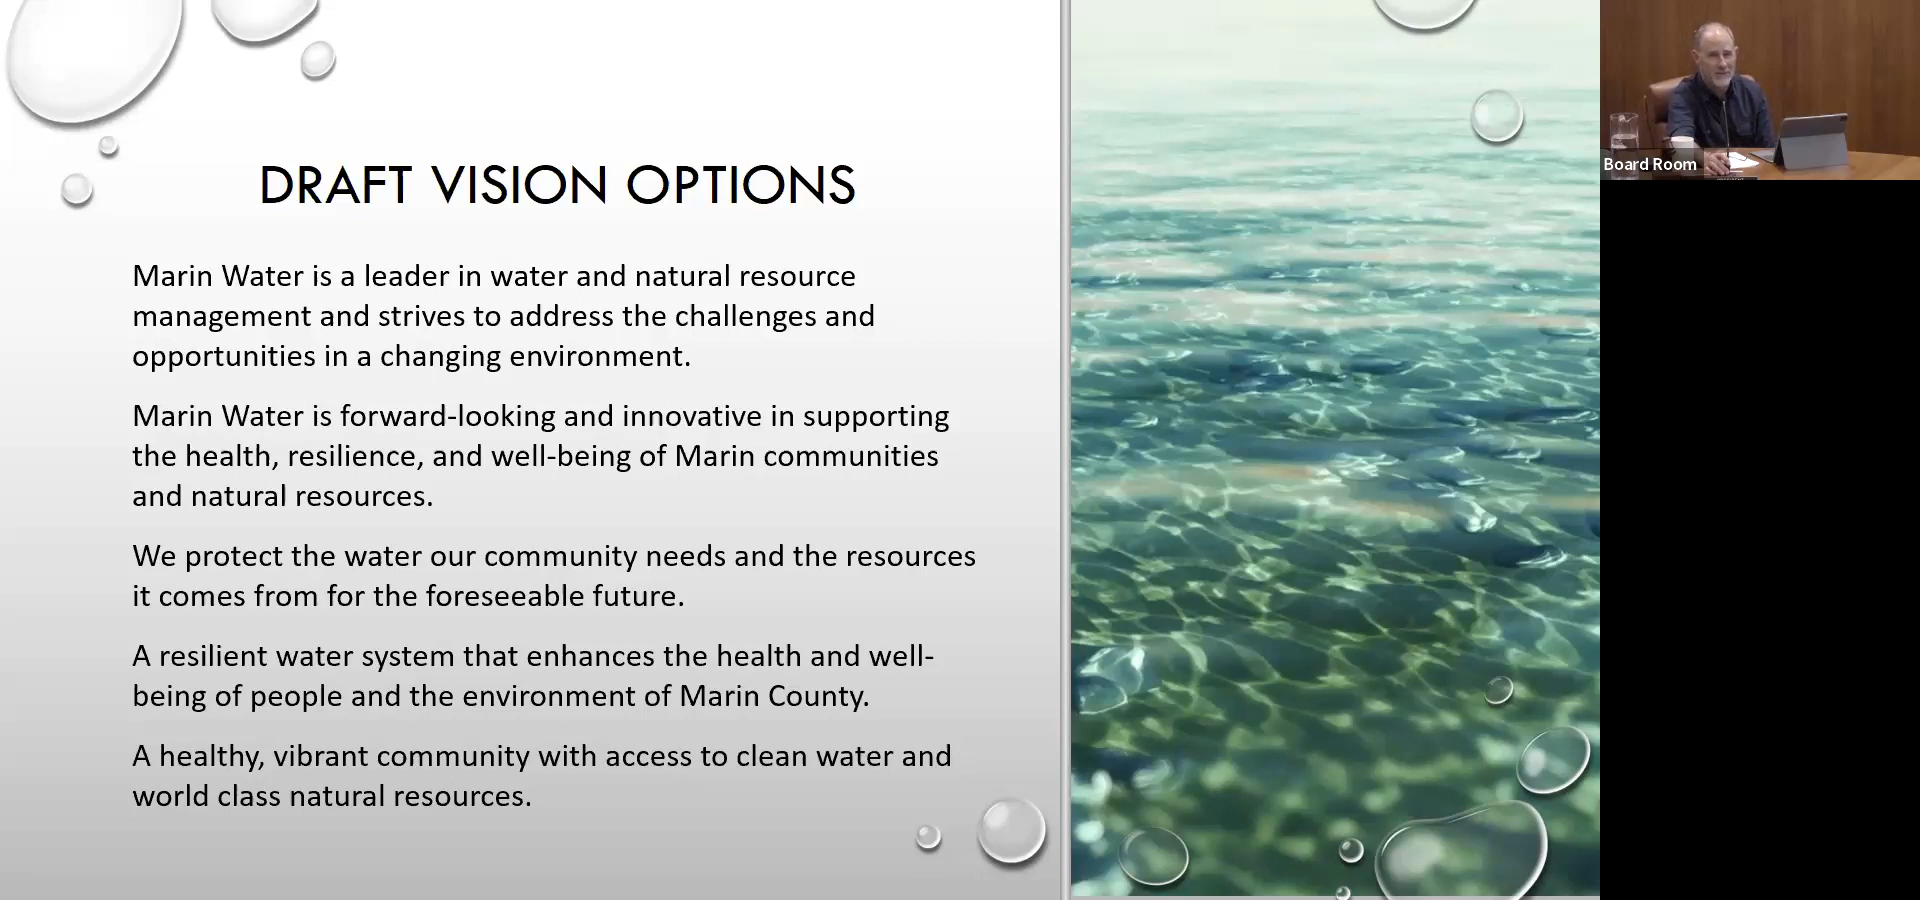 DRAFT VISION OPTIONS
Marin Water is a leader in water and natural resource
management and strives to address the challenges and
opportunities in a changing environment.
Marin Water is forward-looking and innovative in supporting
the health, resilience, and well-being of Marin communities
and natural resources.
We protect the water our community needs and the resources
it comes from for the foreseeable future.
A resilient water system that enhances the health and well-
being of people and the environment of Marin County.
A healthy, vibrant community with access to clean water and
world class natural resources.
Board Room